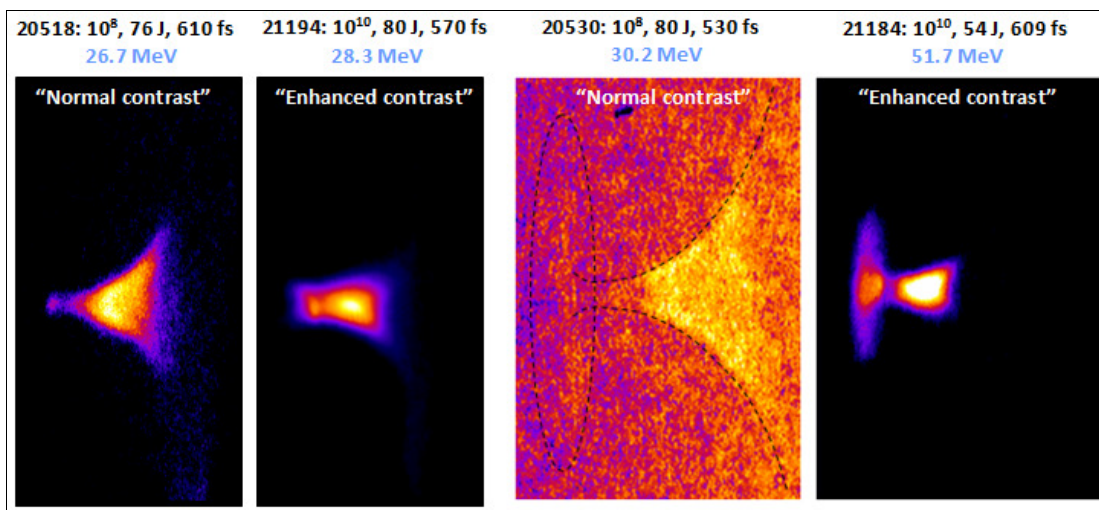 20518: 10⁸, 76 J, 610 fs
26.7 MeV
"Normal contrast"
21194: 10¹⁰, 80 J, 570 fs
28.3 MeV
"Enhanced contrast"
20530: 10⁸, 80 J, 530 fs
30.2 MeV
"Normal contrast"
21184: 10¹⁰, 54 J, 609 fs
51.7 MeV
"Enhanced contrast"